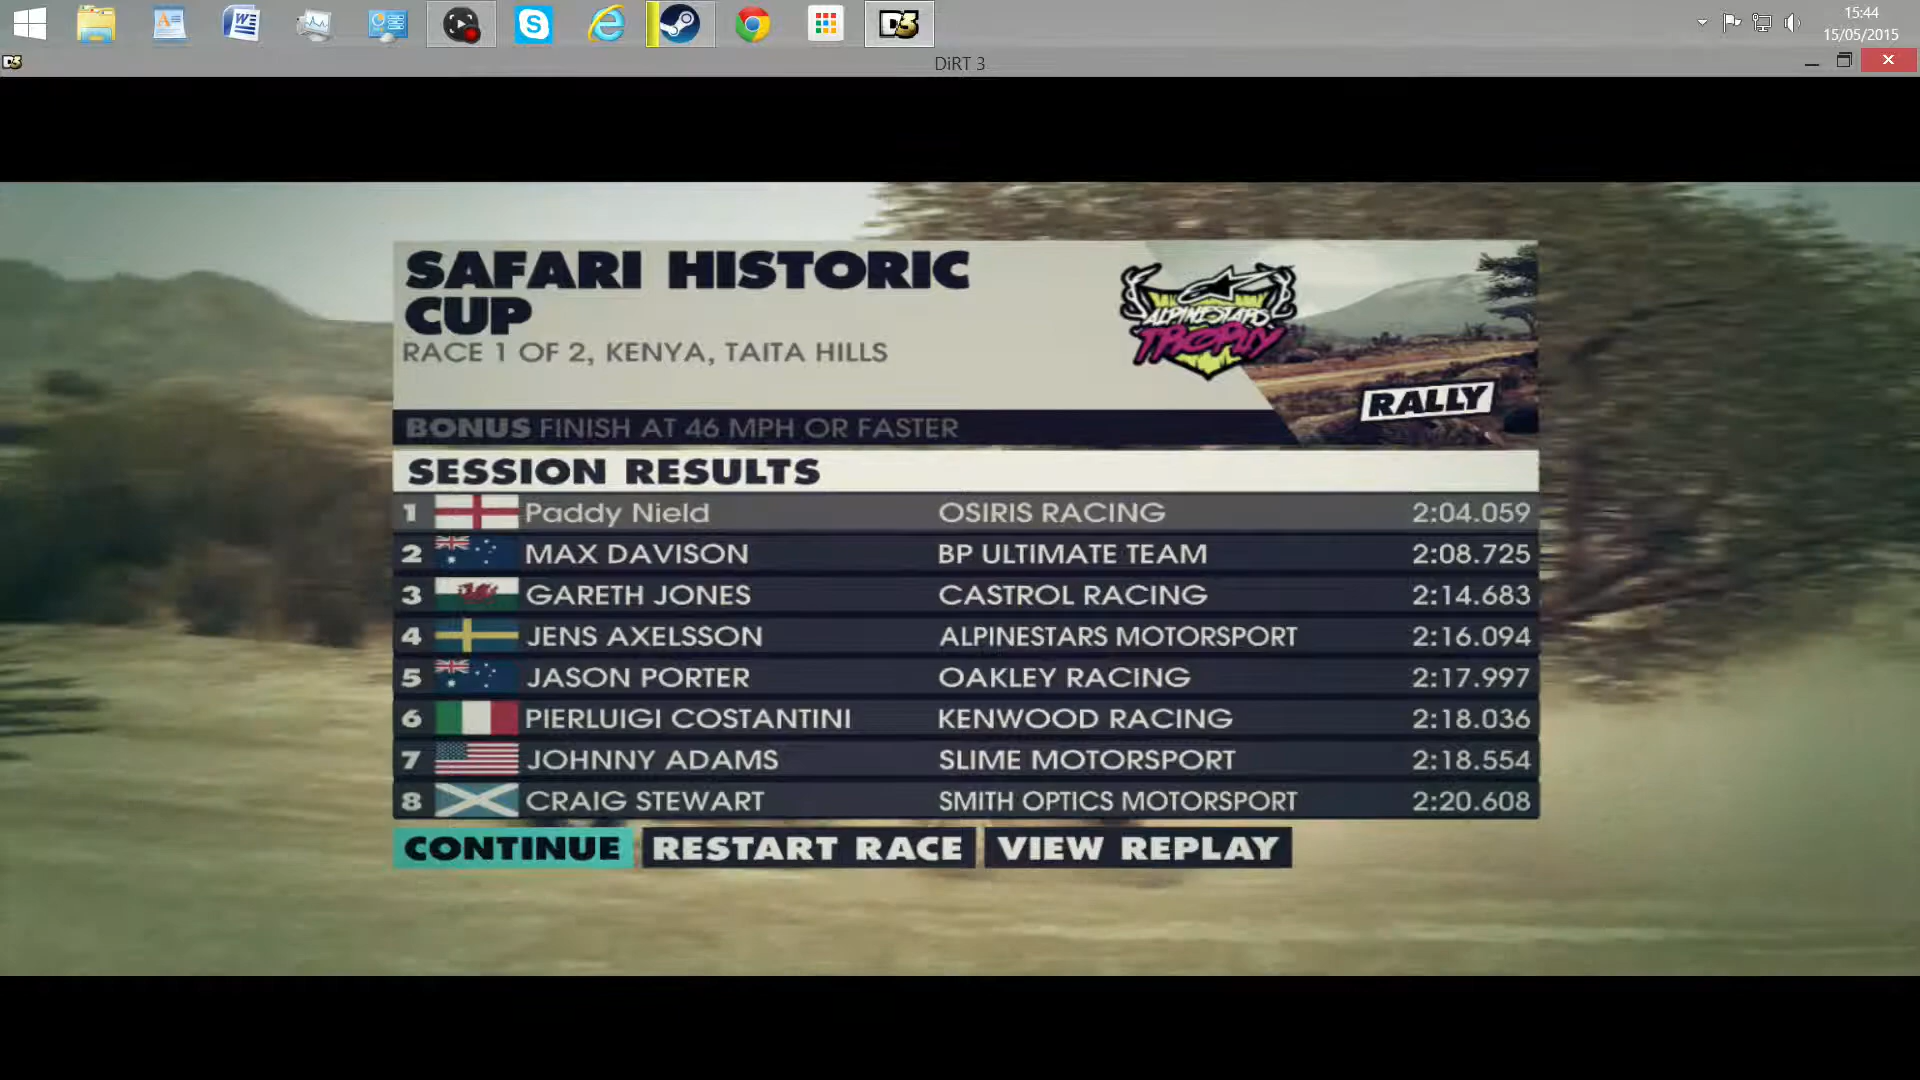 15:44
15/05/2015
DiRT 3
SAFARI HISTORIC
CUP
RACE 1 OF 2, KENYA, TAITA HILLS
ALPINESTARS
TROPHY
RALLY
BONUS FINISH AT 46 MPH OR FASTER
SESSION RESULTS
1 Paddy Nield OSIRIS RACING 2:04.059
2 MAX DAVISON BP ULTIMATE TEAM 2:08.725
3 GARETH JONES CASTROL RACING 2:14.683
4 JENS AXELSSON ALPINESTARS MOTORSPORT 2:16.094
5 JASON PORTER OAKLEY RACING 2:17.997
6 PIERLUIGI COSTANTINI KENWOOD RACING 2:18.036
7 JOHNNY ADAMS SLIME MOTORSPORT 2:18.554
8 CRAIG STEWART SMITH OPTICS MOTORSPORT 2:20.608
CONTINUE RESTART RACE VIEW REPLAY